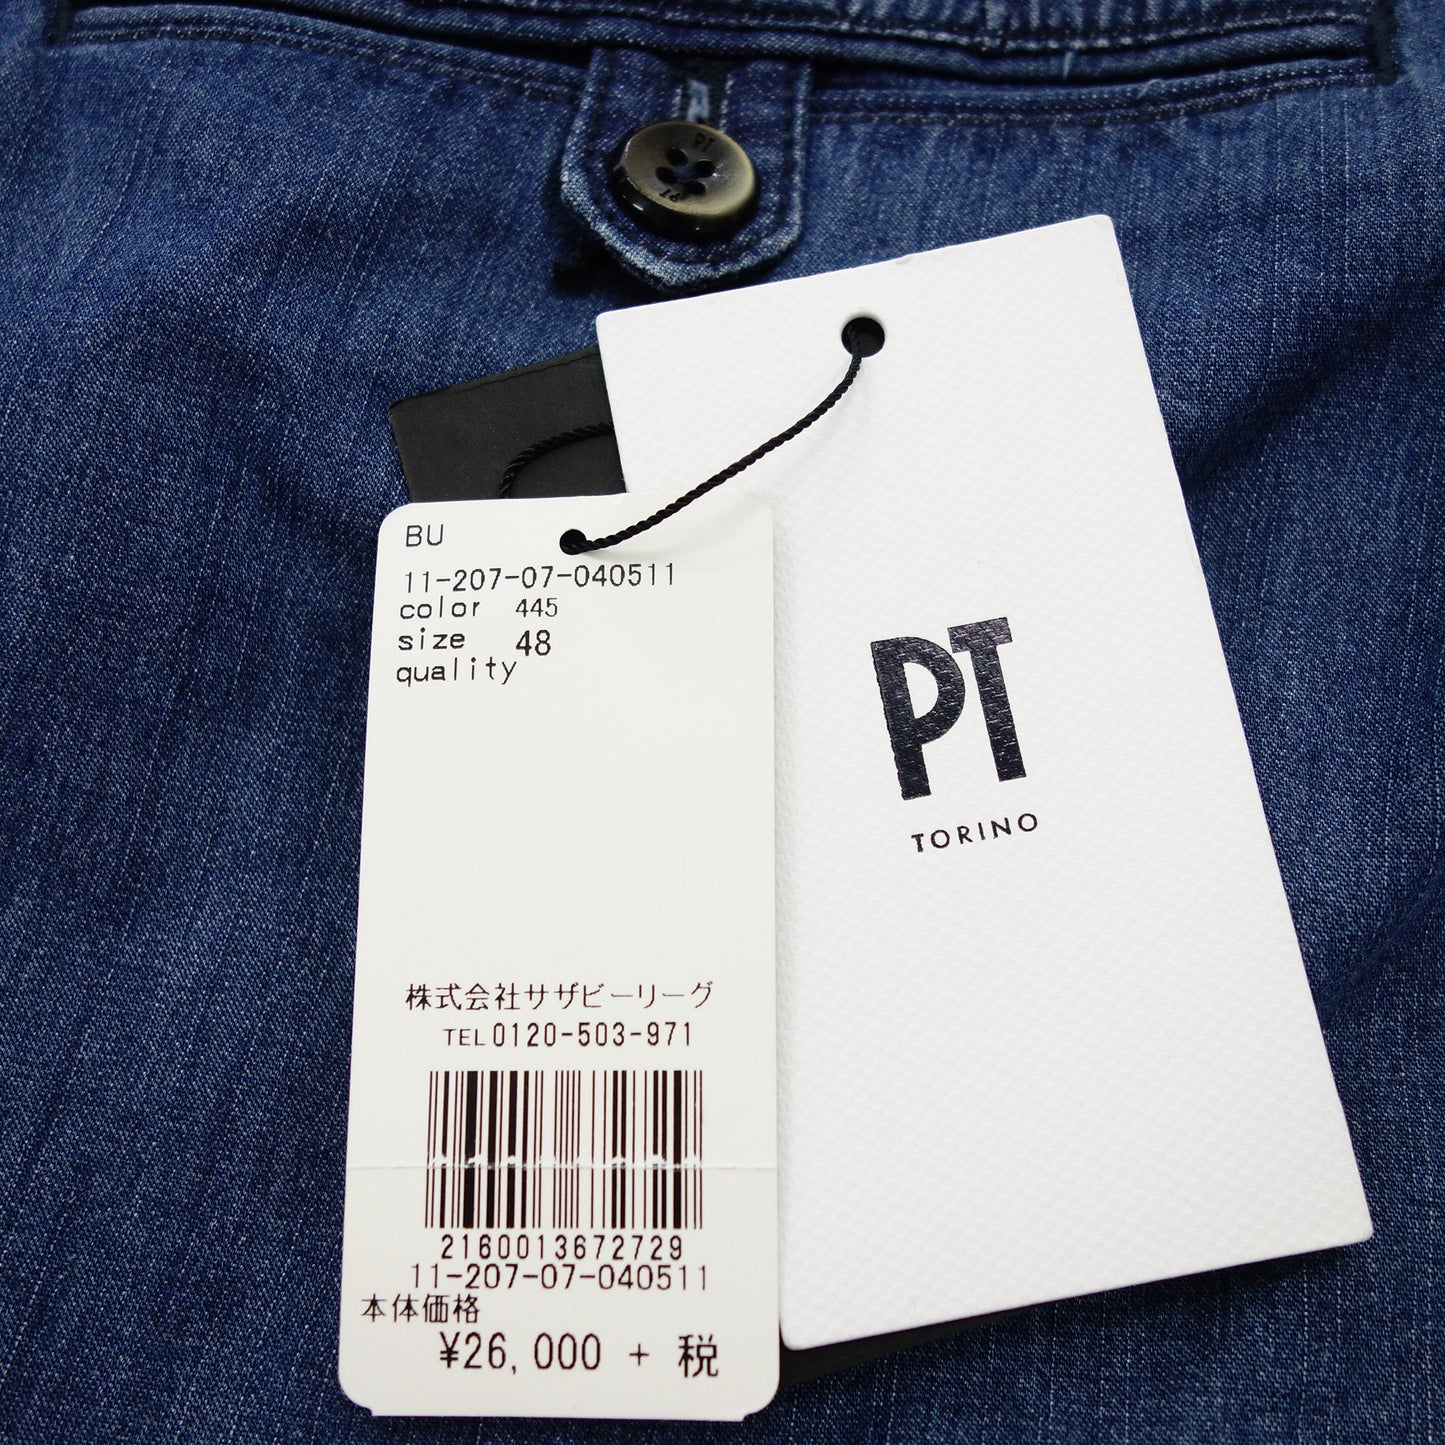 PT
PT
BU
11-207-07-040511
color 445
size 48
quality
株式会社サザビーリーグ
TEL 0120-503-971
2160013672729
11-207-07-040511
本体価格
¥26,000 + 税
PT
TORINO